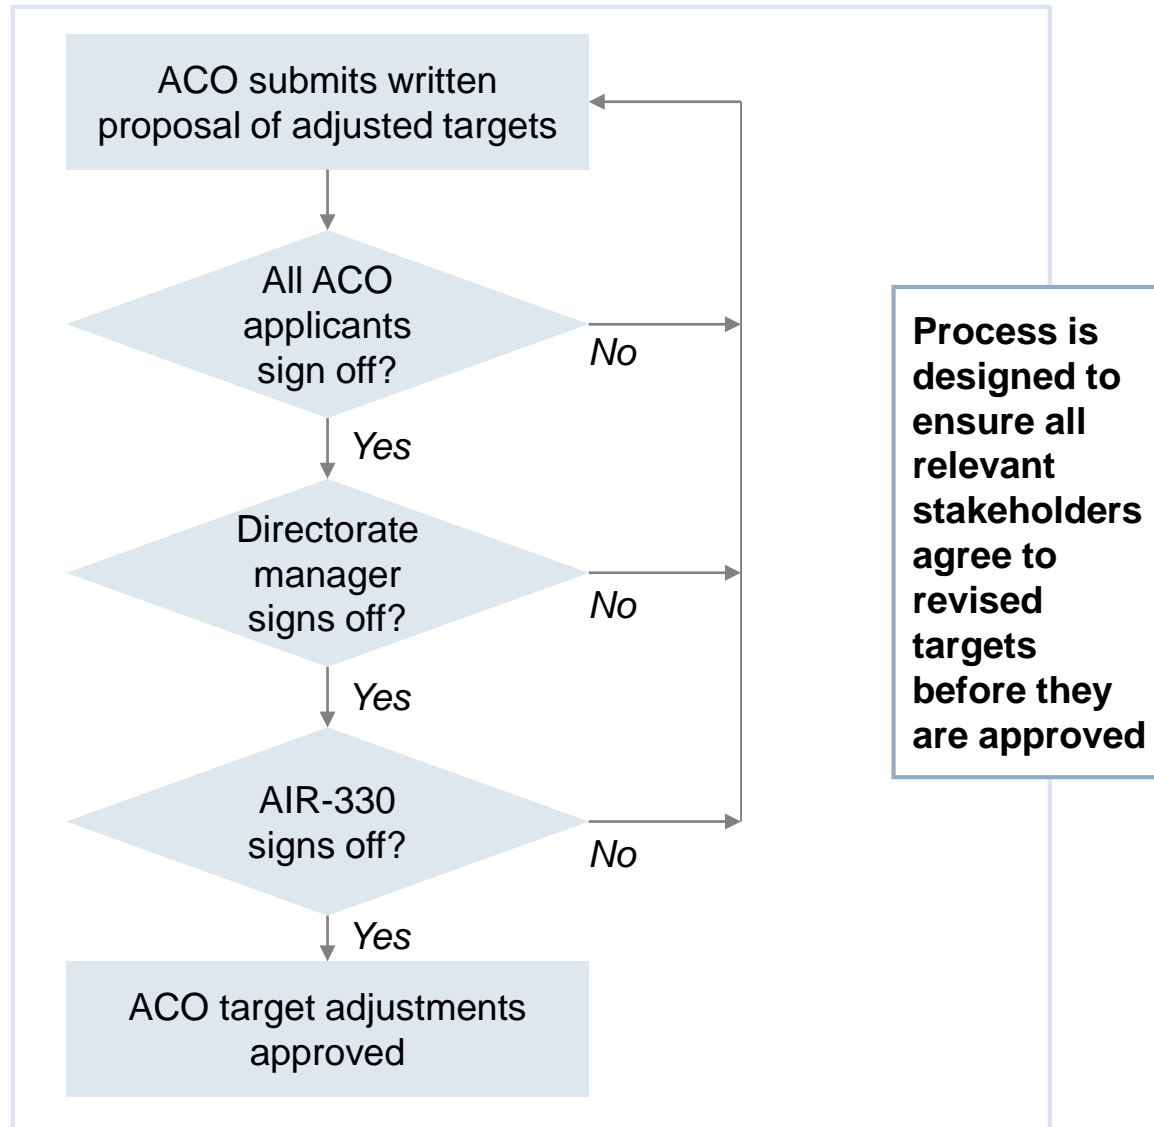 ACO submits written
proposal of adjusted targets
All ACO
applicants
sign off?
No
Yes
Directorate
manager
signs off?
No
Yes
AIR-330
signs off?
No
Yes
ACO target adjustments
approved
Process is
designed to
ensure all
relevant
stakeholders
agree to
revised
targets
before they
are approved